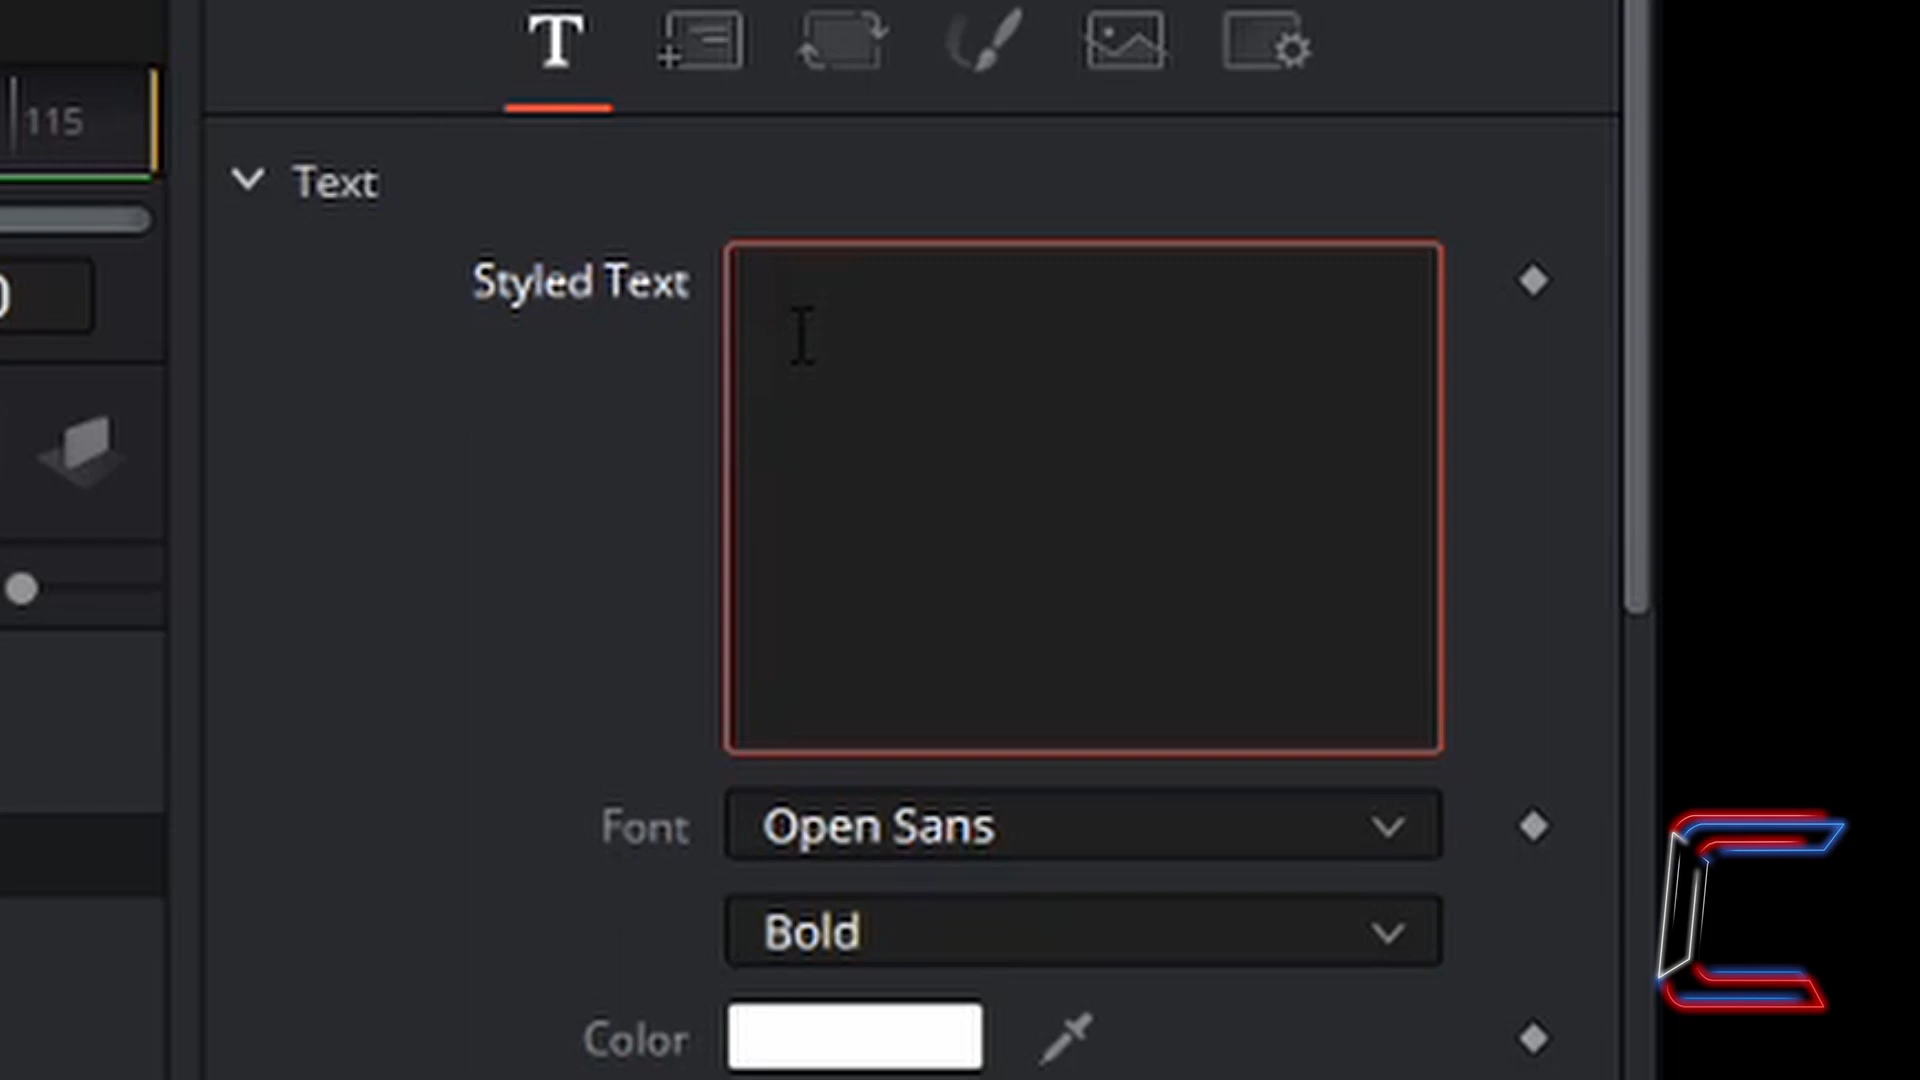 115
Text
Styled Text
Font
Open Sans
Bold
Color